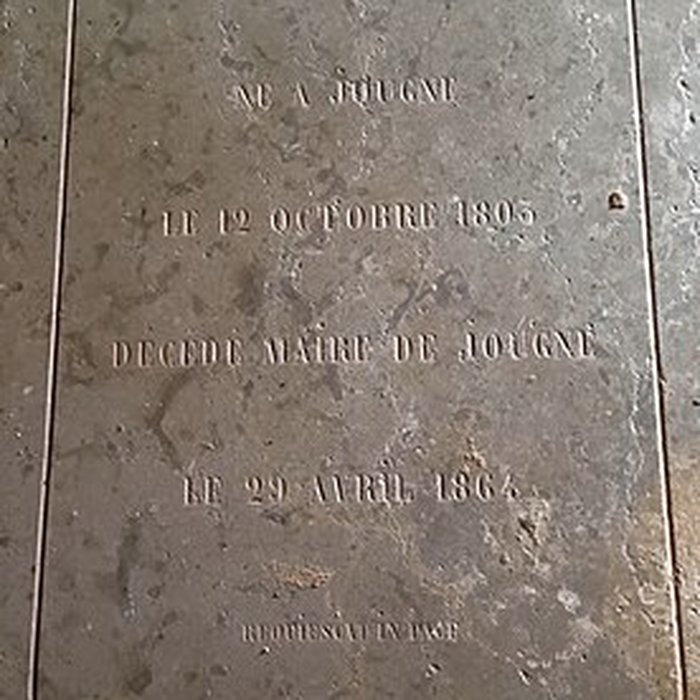 NE A JOUGNE
LE 12 OCTOBRE 1805
DECEDE MAIRE DE JOUGNE
LE 29 AVRIL 1864
REQUIESCAT IN PACE